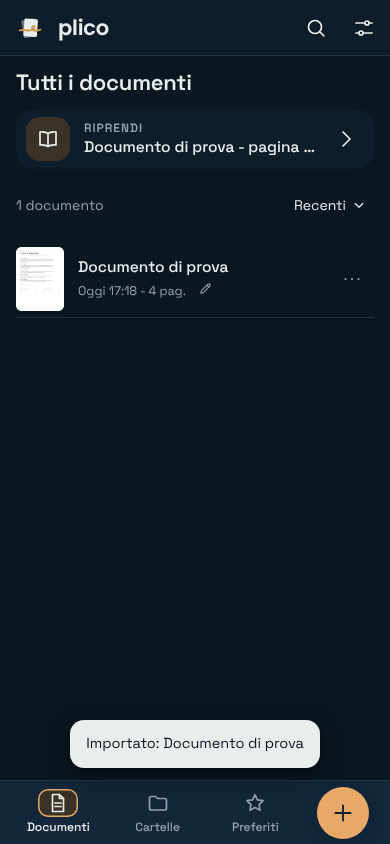 plico
Tutti i documenti
RIPRENDI
Documento di prova - pagina ...
1 documento
Recenti
Documento di prova
Oggi 17:18 - 4 pag.
Importato: Documento di prova
Documenti
Cartelle
Preferiti